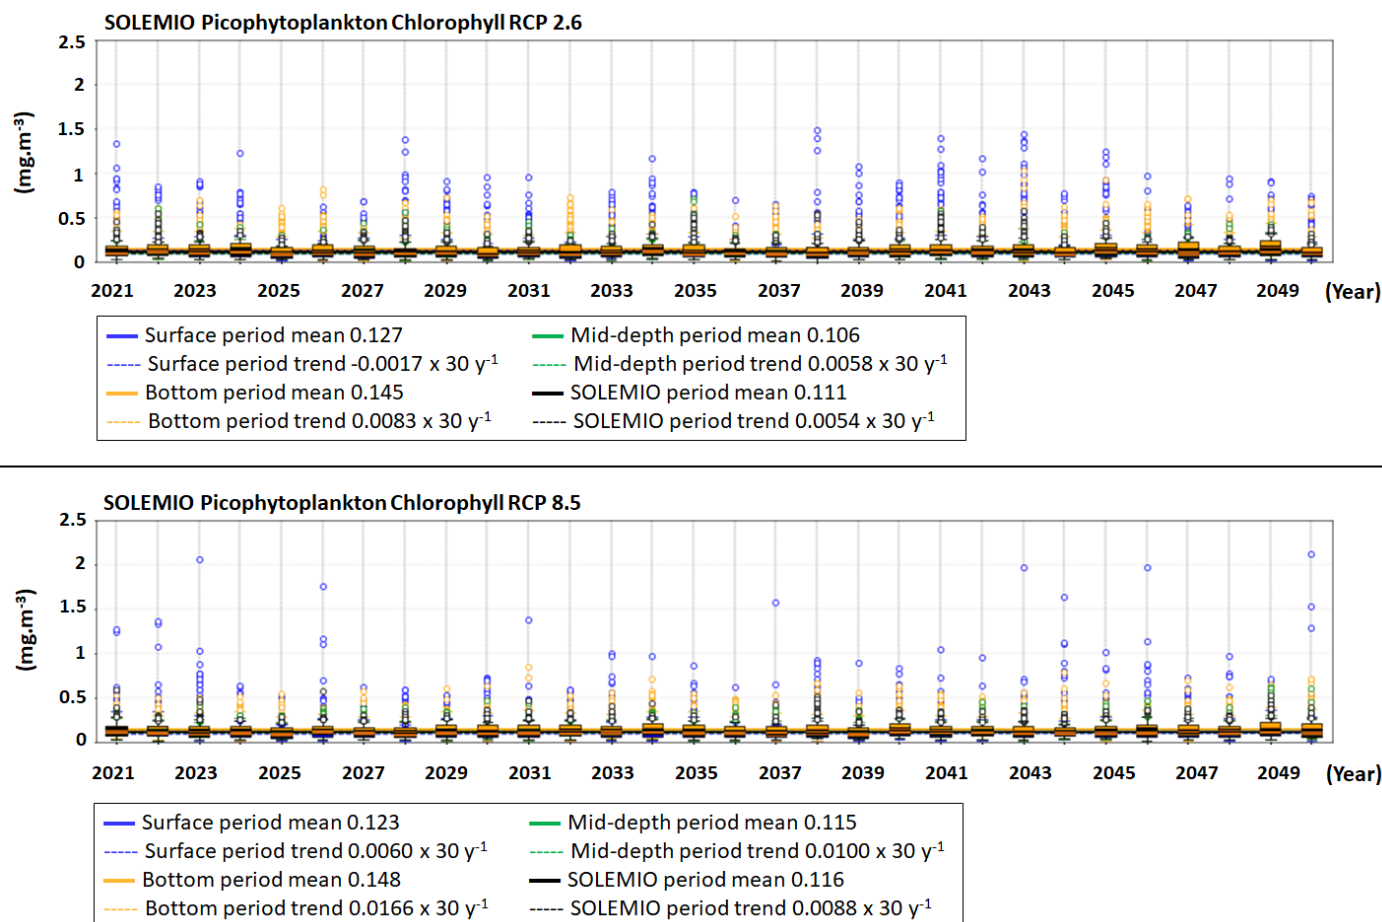 SOLEMIO Picophytoplankton Chlorophyll RCP 2.6
2.5
2
1.5
1
0.5
0
(mg.m⁻³)
2021 2023 2025 2027 2029 2031 2033 2035 2037 2039 2041 2043 2045 2047 2049 (Year)
Surface period mean 0.127 Mid-depth period mean 0.106
Surface period trend -0.0017 x 30 y⁻¹ Mid-depth period trend 0.0058 x 30 y⁻¹
Bottom period mean 0.145 SOLEMIO period mean 0.111
Bottom period trend 0.0083 x 30 y⁻¹ SOLEMIO period trend 0.0054 x 30 y⁻¹
SOLEMIO Picophytoplankton Chlorophyll RCP 8.5
2.5
2
1.5
1
0.5
0
(mg.m⁻³)
2021 2023 2025 2027 2029 2031 2033 2035 2037 2039 2041 2043 2045 2047 2049 (Year)
Surface period mean 0.123 Mid-depth period mean 0.115
Surface period trend 0.0060 x 30 y⁻¹ Mid-depth period trend 0.0100 x 30 y⁻¹
Bottom period mean 0.148 SOLEMIO period mean 0.116
Bottom period trend 0.0166 x 30 y⁻¹ SOLEMIO period trend 0.0088 x 30 y⁻¹